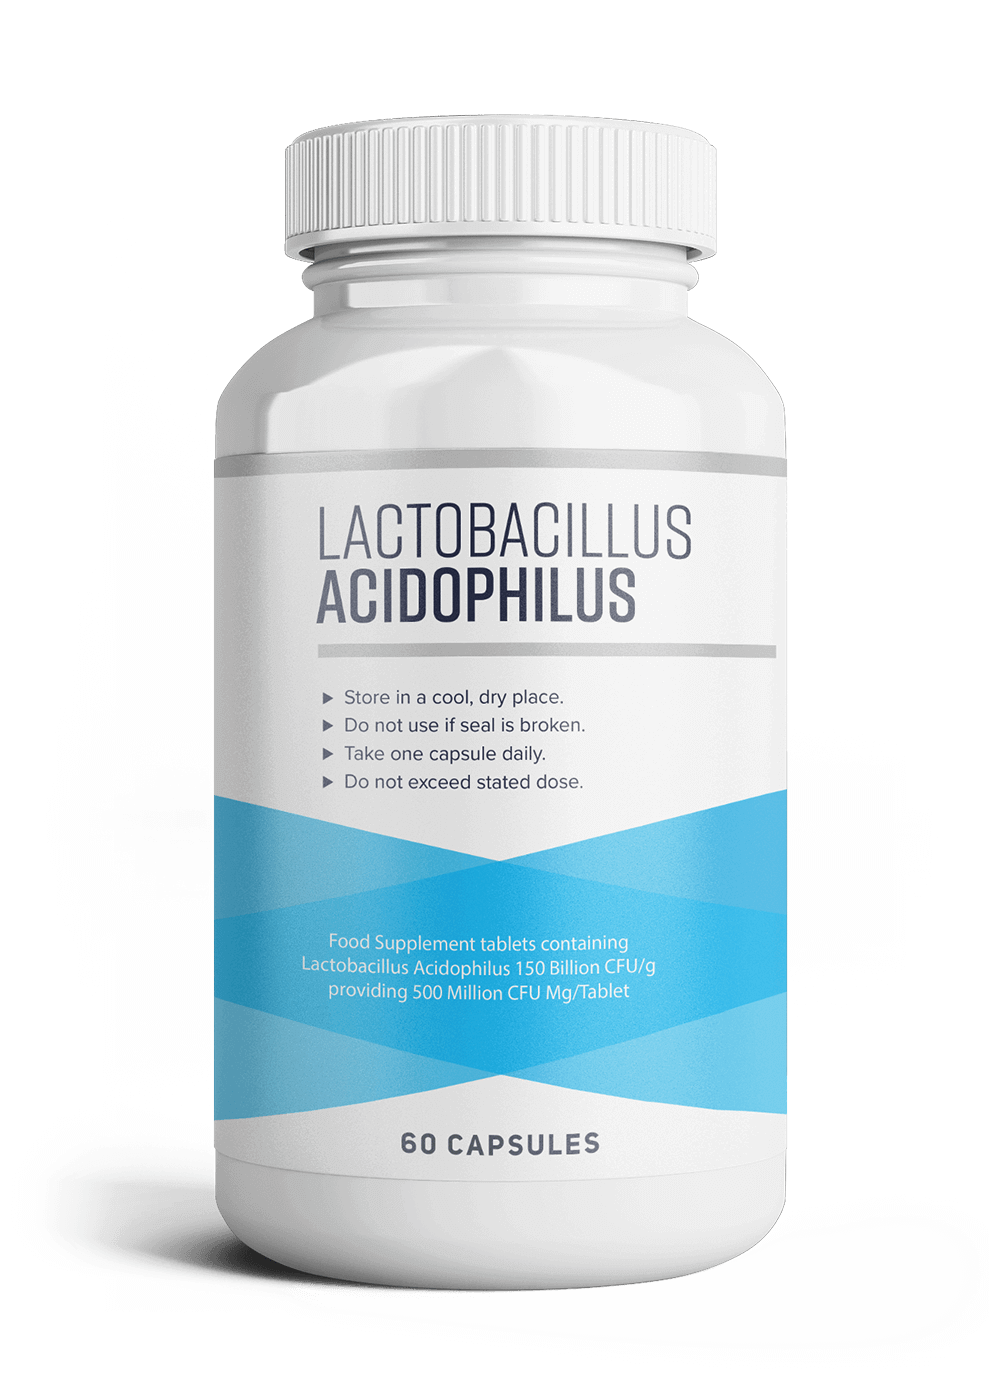 LACTOBACILLUS
ACIDOPHILUS
▶ Store in a cool, dry place.
▶ Do not use if seal is broken.
▶ Take one capsule daily.
▶ Do not exceed stated dose.
Food Supplement tablets containing
Lactobacillus Acidophilus 150 Billion CFU/g
providing 500 Million CFU Mg/Tablet
60 CAPSULES